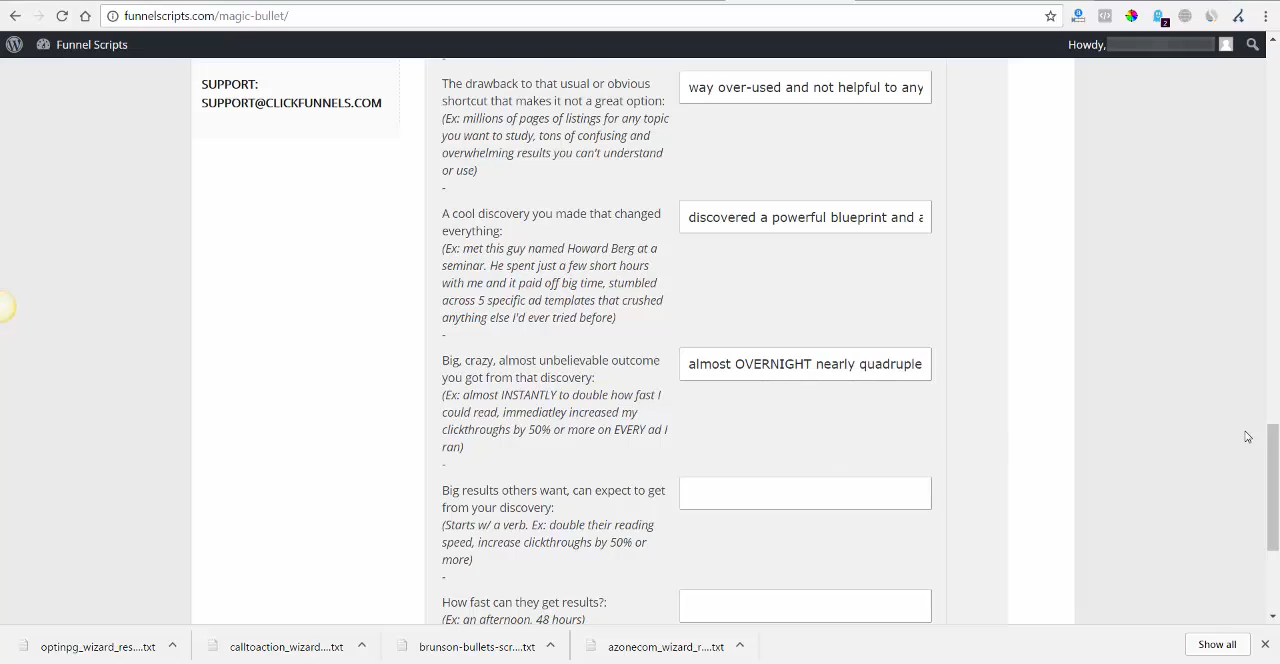 funnelscripts.com/magic-bullet/
8
2
Funnel Scripts
Howdy,
SUPPORT:
SUPPORT@CLICKFUNNELS.COM
-
The drawback to that usual or obvious
shortcut that makes it not a great option:
(Ex: millions of pages of listings for any topic
you want to study, tons of confusing and
overwhelming results you can't understand
or use)
-
way over-used and not helpful to any
A cool discovery you made that changed
everything:
(Ex: met this guy named Howard Berg at a
seminar. He spent just a few short hours
with me and it paid off big time, stumbled
across 5 specific ad templates that crushed
anything else I'd ever tried before)
-
discovered a powerful blueprint and a
Big, crazy, almost unbelievable outcome
you got from that discovery:
(Ex: almost INSTANTLY to double how fast I
could read, immediatley increased my
clickthroughs by 50% or more on EVERY ad I
ran)
-
almost OVERNIGHT nearly quadruple
Big results others want, can expect to get
from your discovery:
(Starts w/ a verb. Ex: double their reading
speed, increase clickthroughs by 50% or
more)
-
How fast can they get results?:
(Ex: an afternoon, 48 hours)
optinpg_wizard_res....txt
calltoaction_wizard....txt
brunson-bullets-scr....txt
azonecom_wizard_r....txt
Show all